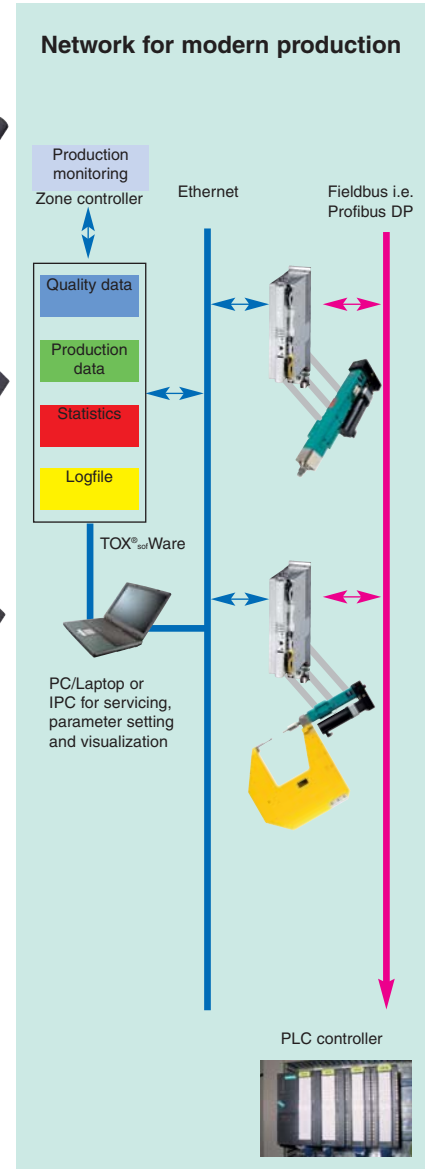 Network for modern production
Production
monitoring
Zone controller
Ethernet
Fieldbus i.e.
Profibus DP
Quality data
Production
data
Statistics
Logfile
TOX®softWare
PC/Laptop or
IPC for servicing,
parameter setting
and visualization
PLC controller